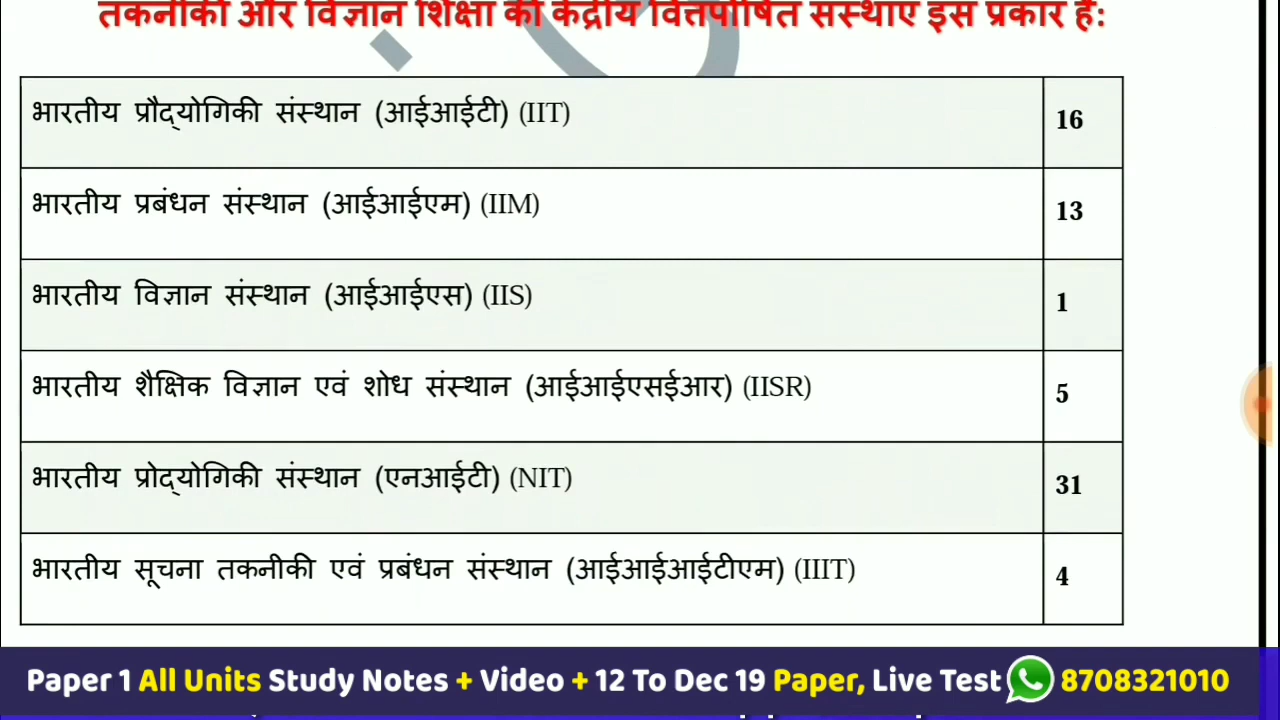 तकनीकी और विज्ञान शिक्षा की केंद्रीय वित्तपोषित संस्थाएं इस प्रकार हैं:
भारतीय प्रौद्योगिकी संस्थान (आईआईटी) (IIT) 16
भारतीय प्रबंधन संस्थान (आईआईएम) (IIM) 13
भारतीय विज्ञान संस्थान (आईआईएस) (IIS) 1
भारतीय शैक्षिक विज्ञान एवं शोध संस्थान (आईआईएसईआर) (IISR) 5
भारतीय प्रोद्योगिकी संस्थान (एनआईटी) (NIT) 31
भारतीय सूचना तकनीकी एवं प्रबंधन संस्थान (आईआईआईटीएम) (IIIT) 4
Paper 1 All Units Study Notes + Video + 12 To Dec 19 Paper, Live Test 8708321010